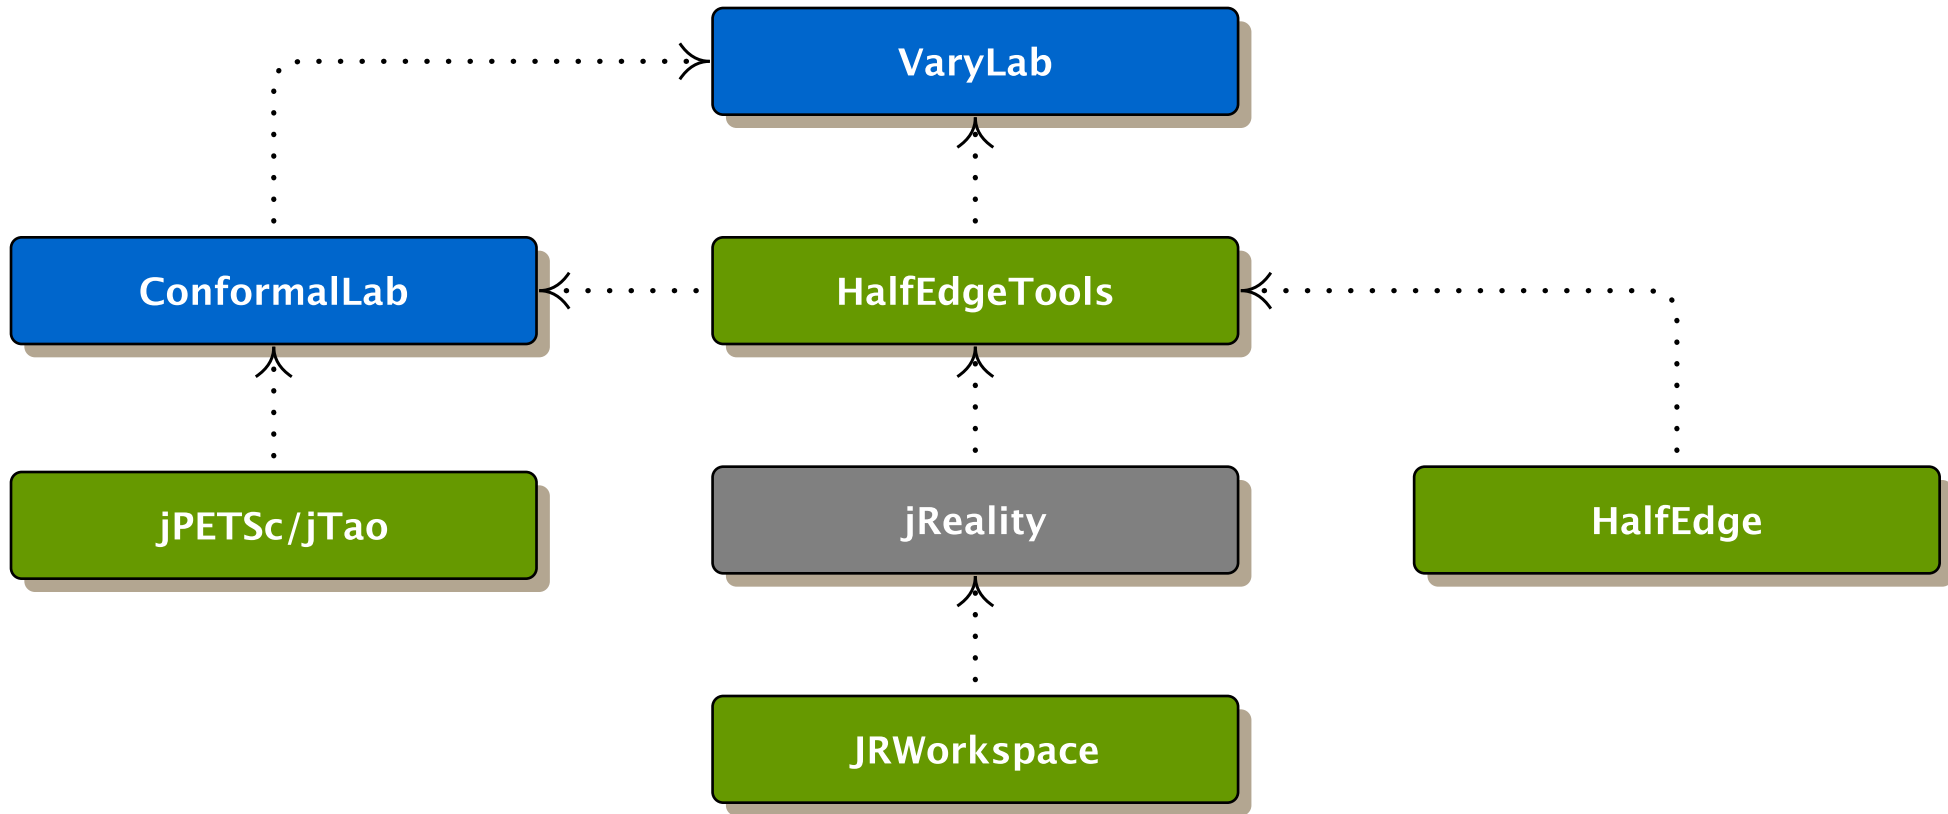 VaryLab
ConformalLab
HalfEdgeTools
jPETSc/jTao
jReality
HalfEdge
JRWorkspace